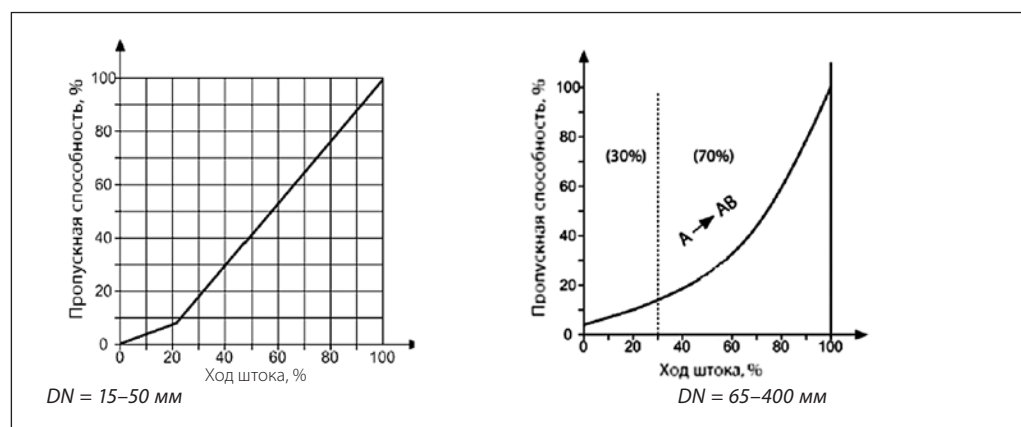 Пропускная способность, %
100
80
60
40
20
0
0 20 40 60 80 100
Ход штока, %
DN = 15–50 мм
Пропускная способность, %
100
80
60
40
20
0
(30%) (70%)
A AB
0 20 40 60 80 100
Ход штока, %
DN = 65–400 мм